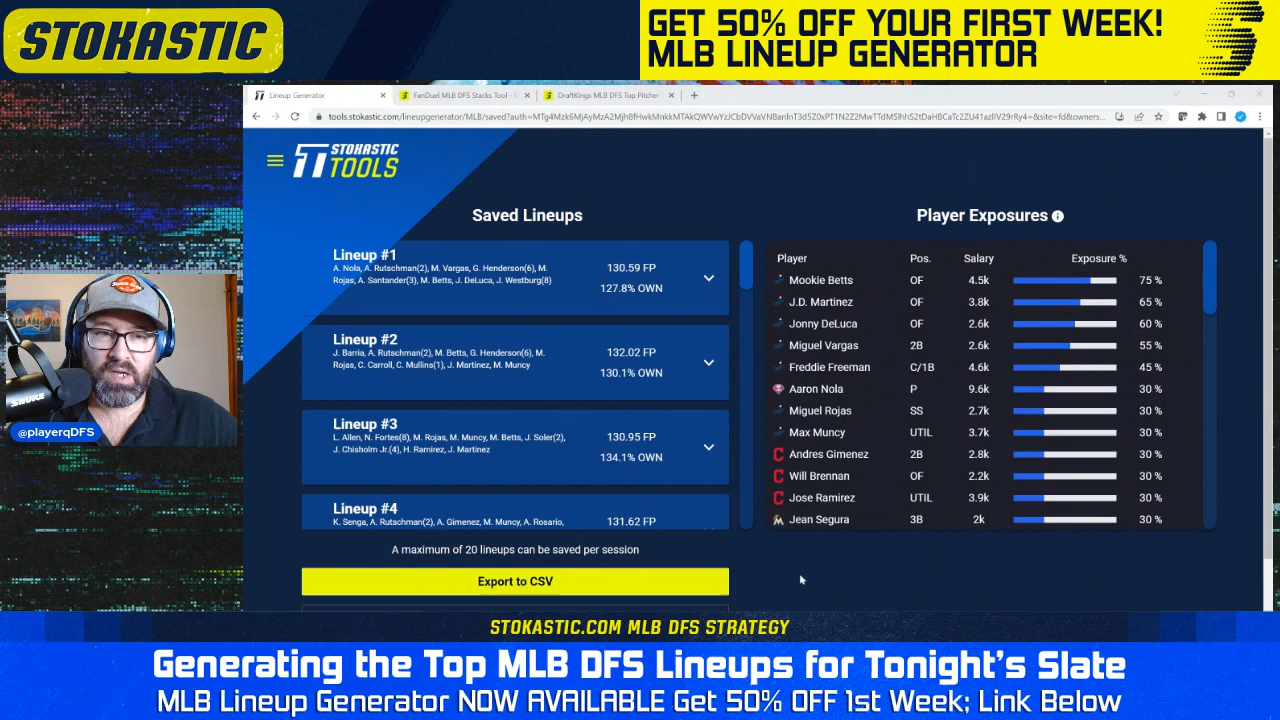 STOKASTIC
GET 50% OFF YOUR FIRST WEEK!
MLB LINEUP GENERATOR
Lineup Generator
FanDuel MLB DFS Stacks Tool - S
DraftKings MLB DFS Top Pitcher
STOKASTIC
TOOLS
Saved Lineups
Lineup #1
A. Nola, A. Rutschman(2), M. Vargas, G. Henderson(6), M.
Rojas, A. Santander(3), M. Betts, J. DeLuca, J. Westburg(8)
130.59 FP
127.8% OWN
Lineup #2
J. Barria, A. Rutschman(2), M. Betts, G. Henderson(6), M.
Rojas, C. Carroll, C. Mullins(1), J. Martinez, M. Muncy
132.02 FP
130.1% OWN
Lineup #3
L. Allen, N. Fortes(8), M. Rojas, M. Muncy, M. Betts, J. Soler(2),
J. Chisholm Jr.(4), H. Ramirez, J. Martinez
130.95 FP
134.1% OWN
Lineup #4
K. Senga, A. Rutschman(2), A. Gimenez, M. Muncy, A. Rosario,
131.62 FP
A maximum of 20 lineups can be saved per session
Export to CSV
Player Exposures
Player Pos. Salary Exposure %
Mookie Betts OF 4.5k 75 %
J.D. Martinez OF 3.8k 65 %
Jonny DeLuca OF 2.6k 60 %
Miguel Vargas 2B 2.6k 55 %
Freddie Freeman C/1B 4.6k 45 %
Aaron Nola P 9.6k 30 %
Miguel Rojas SS 2.7k 30 %
Max Muncy UTIL 3.7k 30 %
Andres Gimenez 2B 2.8k 30 %
Will Brennan OF 2.2k 30 %
Jose Ramirez UTIL 3.9k 30 %
Jean Segura 3B 2k 30 %
SHURE
@playerqDFS
STOKASTIC.COM MLB DFS STRATEGY
Generating the Top MLB DFS Lineups for Tonight's Slate
MLB Lineup Generator NOW AVAILABLE Get 50% OFF 1st Week; Link Below